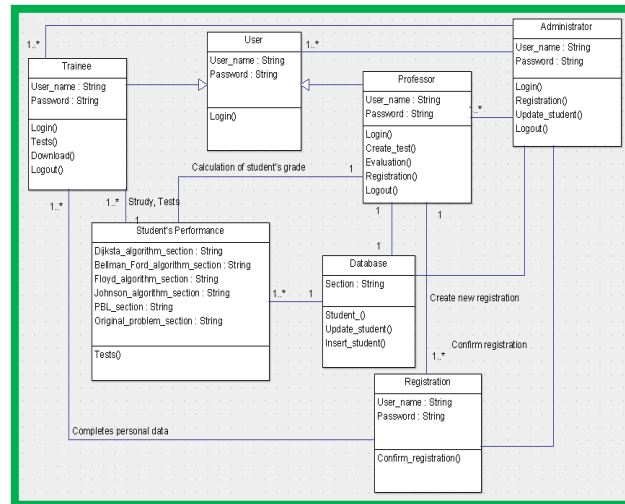 Administrator
User_name : String
Password : String
Login()
Registration()
Update_student()
Logout()
User
User_name : String
Password : String
Login()
1..*
1..*
Trainee
User_name : String
Password : String
Login()
Tests()
Download()
Logout()
Professor
User_name : String
Password : String
Login()
Create_test()
Evaluation()
Registration()
Logout()
1..*
Calculation of student's grade
1
1..*
1..*
Strudy, Tests
1
1
1
Student's Performance
Dijksta_algorithm_section : String
Bellman_Ford_algorithm_section : String
Floyd_algorithm_section : String
Johnson_algorithm_section : String
PBL_section : String
Original_problem_section : String
Tests()
1
Database
Section : String
Student_()
Update_student()
Insert_student()
1..*
1
Create new registration
Confirm registration
1..*
Registration
User_name : String
Password : String
Confirm_registration()
Completes personal data